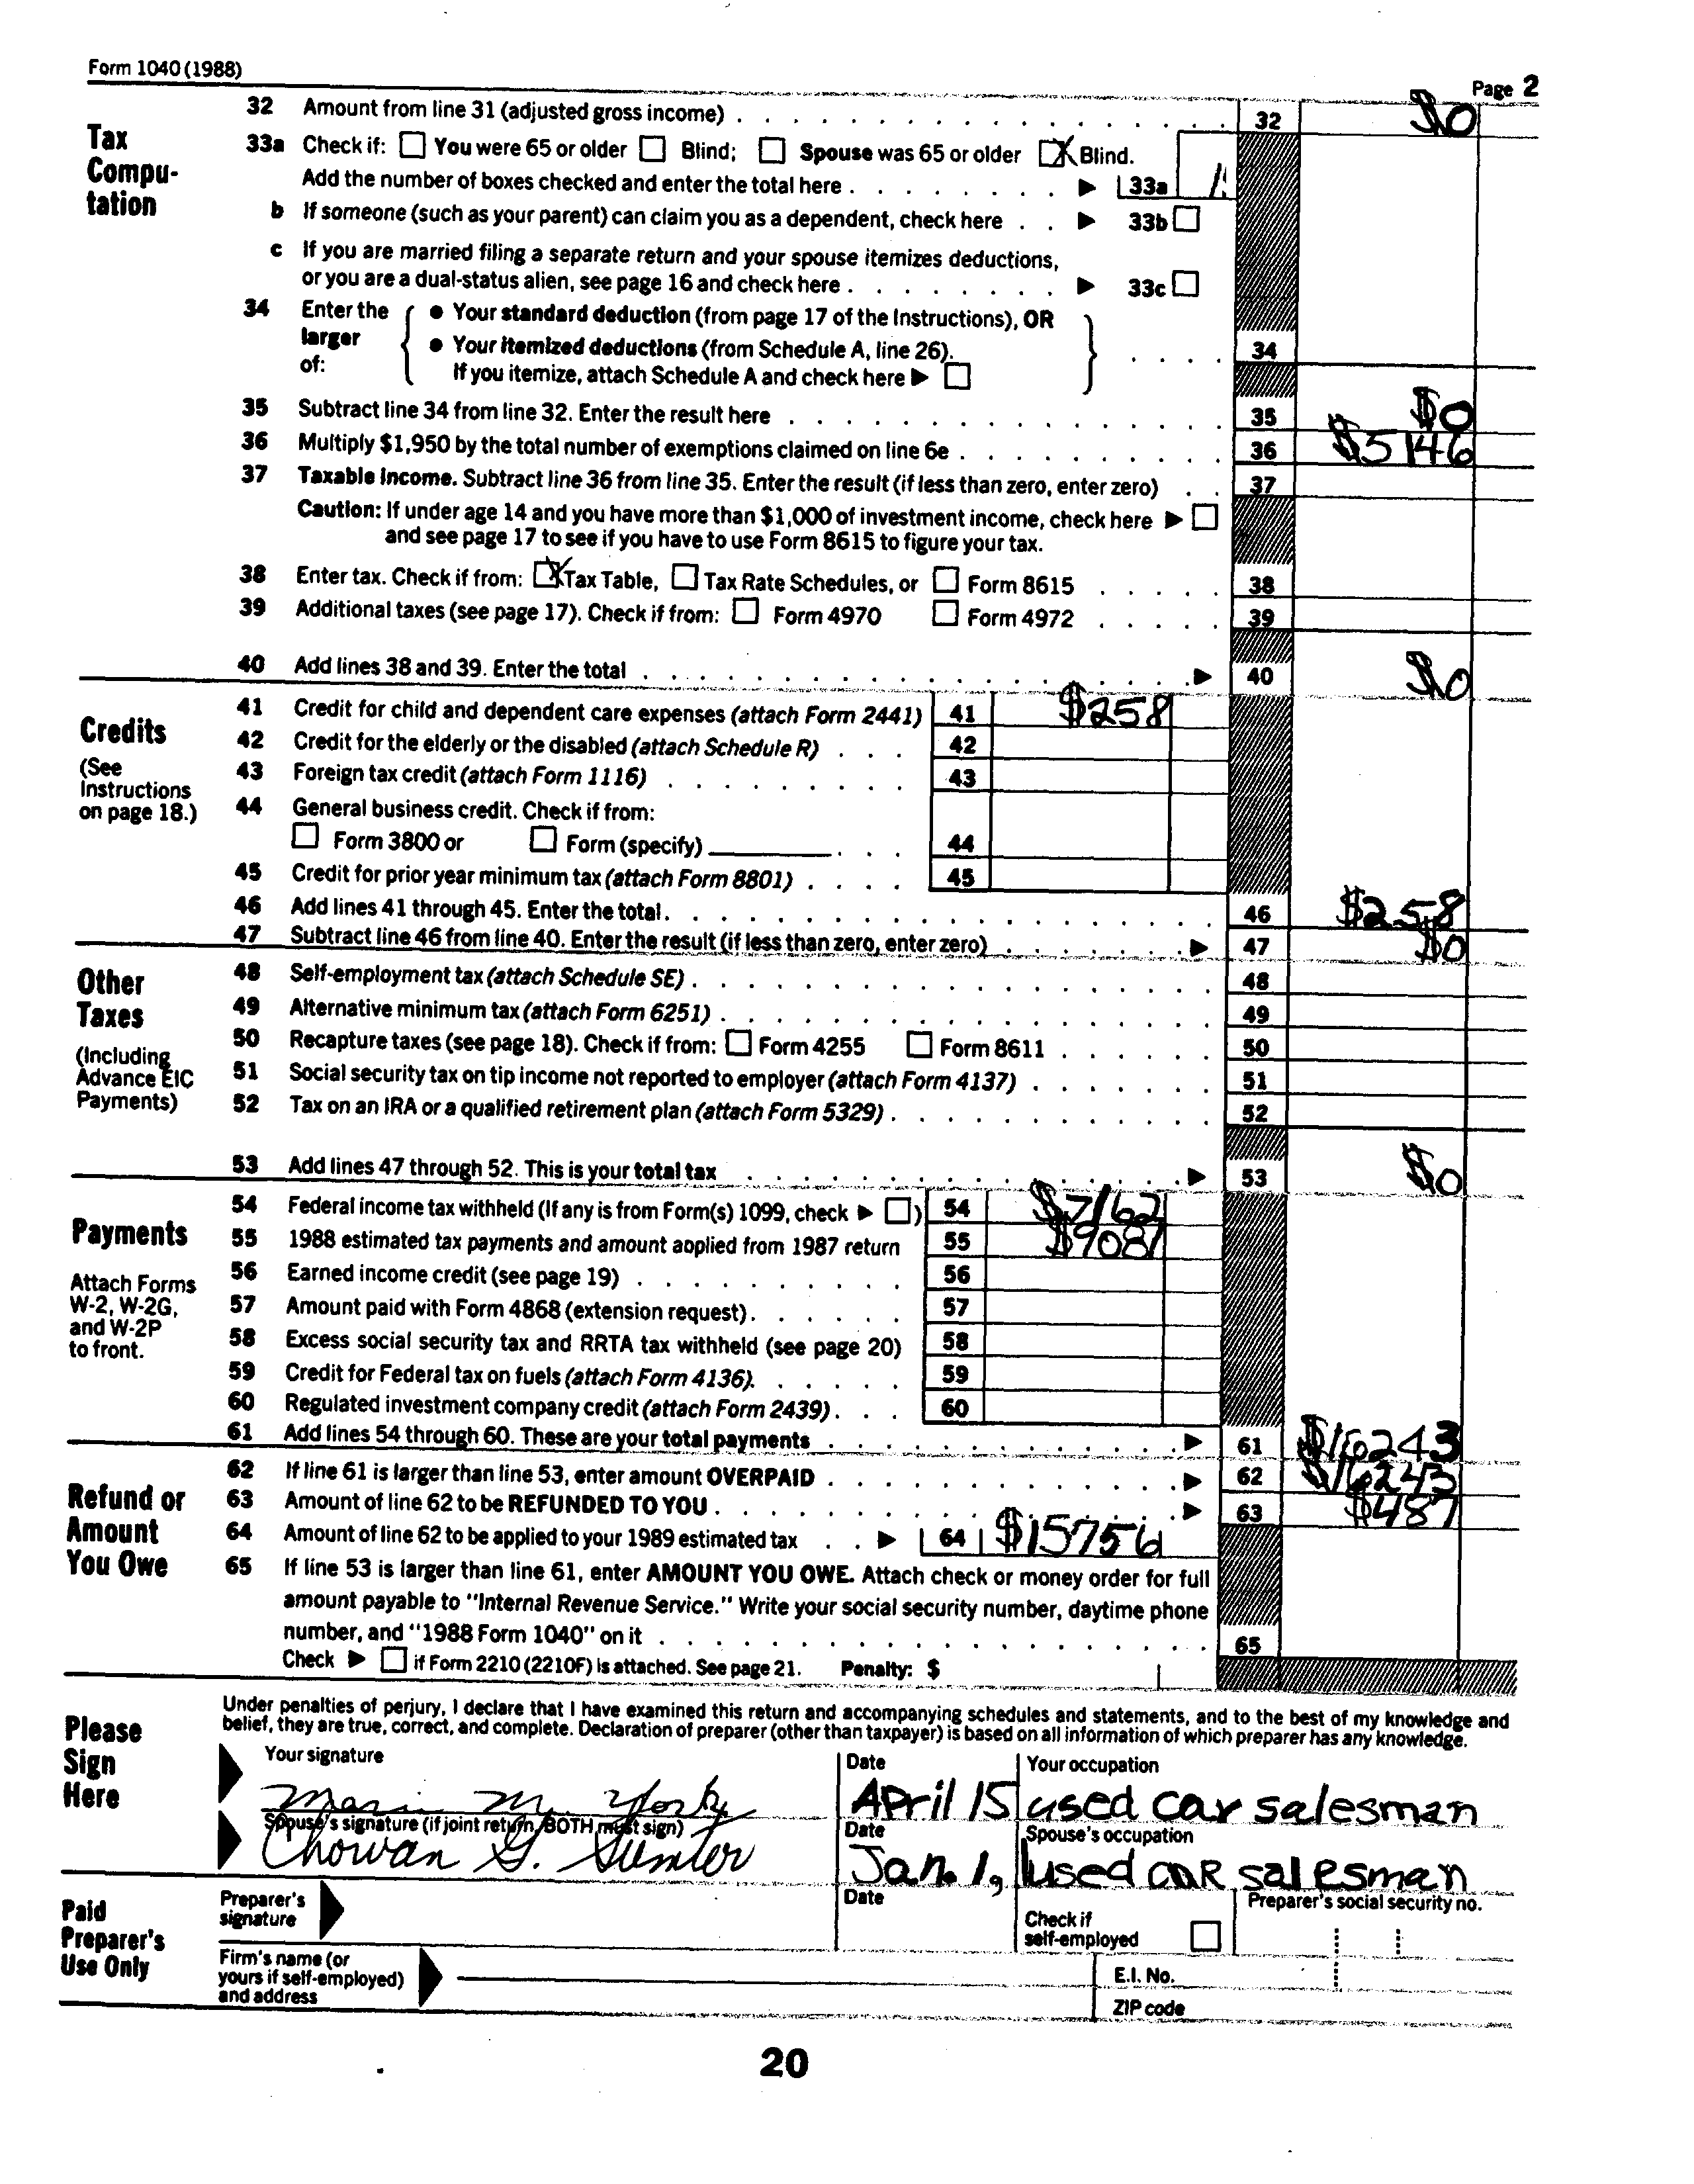 Form 1040 (1988)
Page 2
Tax Computation
32 Amount from line 31 (adjusted gross income) 32 $0
33a Check if: ☐ You were 65 or older ☐ Blind; ☐ Spouse was 65 or older ☒ Blind.
Add the number of boxes checked and enter the total here ▶ 33a 1
b If someone (such as your parent) can claim you as a dependent, check here ▶ 33b ☐
c If you are married filing a separate return and your spouse itemizes deductions,
or you are a dual-status alien, see page 16 and check here ▶ 33c ☐
34 Enter the larger of:
● Your standard deduction (from page 17 of the Instructions), OR
● Your itemized deductions (from Schedule A, line 26).
If you itemize, attach Schedule A and check here ▶ ☐
34
35 Subtract line 34 from line 32. Enter the result here 35 $0
36 Multiply $1,950 by the total number of exemptions claimed on line 6e 36 $5146
37 Taxable income. Subtract line 36 from line 35. Enter the result (if less than zero, enter zero) 37
Caution: If under age 14 and you have more than $1,000 of investment income, check here ▶ ☐
and see page 17 to see if you have to use Form 8615 to figure your tax.
38 Enter tax. Check if from: ☒ Tax Table, ☐ Tax Rate Schedules, or ☐ Form 8615 38
39 Additional taxes (see page 17). Check if from: ☐ Form 4970 ☐ Form 4972 39
40 Add lines 38 and 39. Enter the total ▶ 40 $0
Credits
(See Instructions on page 18.)
41 Credit for child and dependent care expenses (attach Form 2441) 41 $258
42 Credit for the elderly or the disabled (attach Schedule R) 42
43 Foreign tax credit (attach Form 1116) 43
44 General business credit. Check if from:
☐ Form 3800 or ☐ Form (specify) 44
45 Credit for prior year minimum tax (attach Form 8801) 45
46 Add lines 41 through 45. Enter the total 46 $258
47 Subtract line 46 from line 40. Enter the result (if less than zero, enter zero) ▶ 47 $0
Other Taxes
(Including Advance EIC Payments)
48 Self-employment tax (attach Schedule SE) 48
49 Alternative minimum tax (attach Form 6251) 49
50 Recapture taxes (see page 18). Check if from: ☐ Form 4255 ☐ Form 8611 50
51 Social security tax on tip income not reported to employer (attach Form 4137) 51
52 Tax on an IRA or a qualified retirement plan (attach Form 5329) 52
53 Add lines 47 through 52. This is your total tax ▶ 53 $0
Payments
Attach Forms W-2, W-2G, and W-2P to front.
54 Federal income tax withheld (If any is from Form(s) 1099, check ▶ ☐) 54 $7162
55 1988 estimated tax payments and amount applied from 1987 return 55 $9081
56 Earned income credit (see page 19) 56
57 Amount paid with Form 4868 (extension request) 57
58 Excess social security tax and RRTA tax withheld (see page 20) 58
59 Credit for Federal tax on fuels (attach Form 4136) 59
60 Regulated investment company credit (attach Form 2439) 60
61 Add lines 54 through 60. These are your total payments ▶ 61 $16243
Refund or Amount You Owe
62 If line 61 is larger than line 53, enter amount OVERPAID ▶ 62 $16243
63 Amount of line 62 to be REFUNDED TO YOU ▶ 63 $487
64 Amount of line 62 to be applied to your 1989 estimated tax ▶ 64 $15756
65 If line 53 is larger than line 61, enter AMOUNT YOU OWE. Attach check or money order for full
amount payable to "Internal Revenue Service." Write your social security number, daytime phone
number, and "1988 Form 1040" on it 65
Check ▶ ☐ if Form 2210 (2210F) is attached. See page 21. Penalty: $
Please Sign Here
Under penalties of perjury, I declare that I have examined this return and accompanying schedules and statements, and to the best of my knowledge and
belief, they are true, correct, and complete. Declaration of preparer (other than taxpayer) is based on all information of which preparer has any knowledge.
Your signature Date Your occupation
Marin M. York April 15 used car salesman
Spouse's signature (if joint return, BOTH must sign) Date Spouse's occupation
Chowan G. Sumter Jan. 1, used caR salesman
Paid Preparer's Use Only
Preparer's signature Date Check if self-employed ☐ Preparer's social security no.
Firm's name (or yours if self-employed) and address
E.I. No.
ZIP code
20